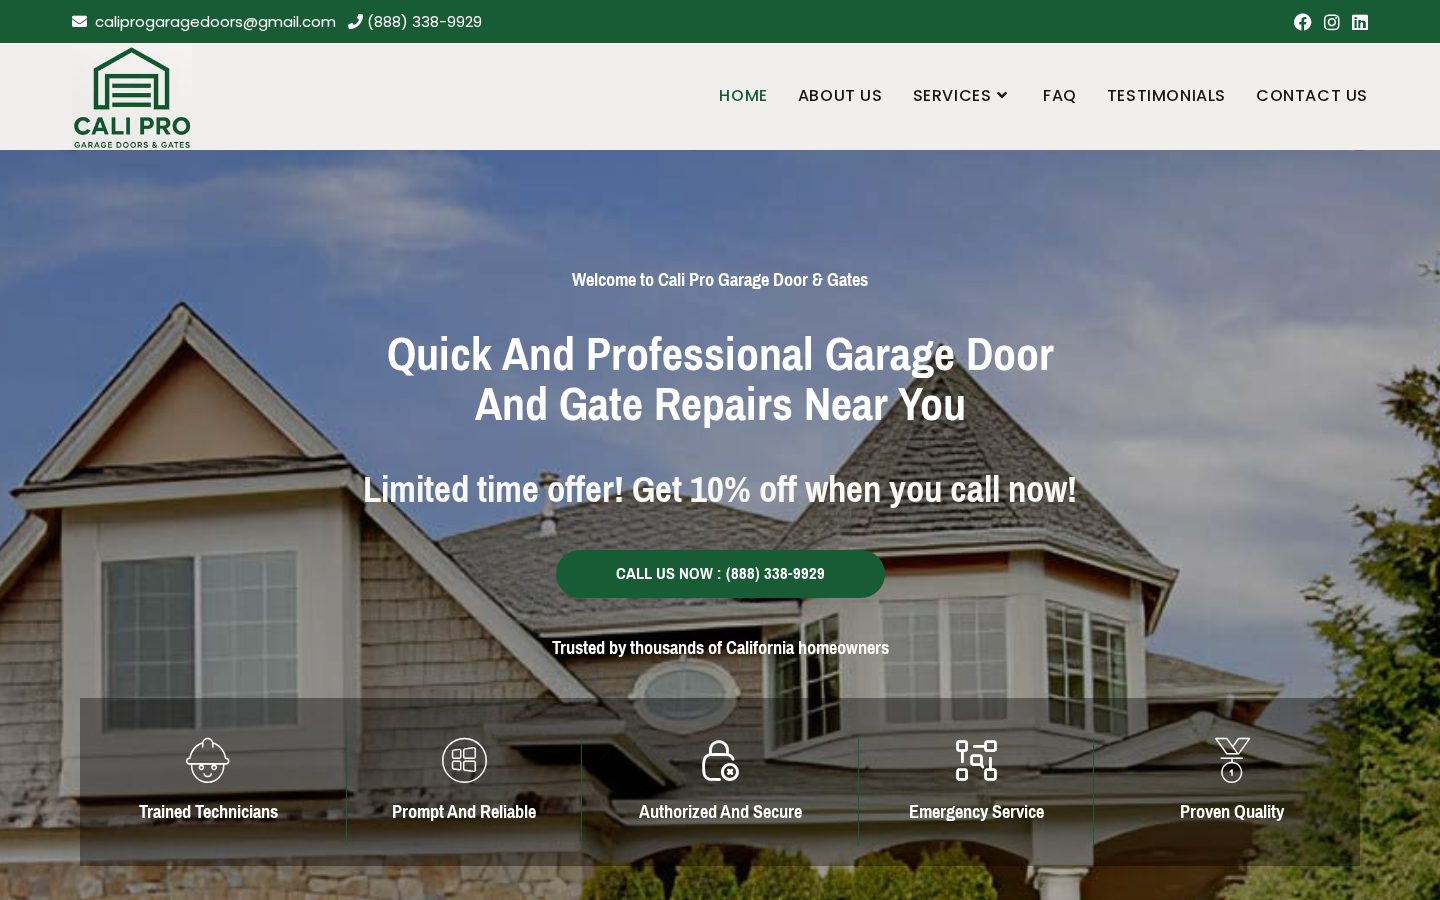 caliprogaragedoors@gmail.com (888) 338-9929
CALI PRO
GARAGE DOORS & GATES
HOME ABOUT US SERVICES FAQ TESTIMONIALS CONTACT US
Welcome to Cali Pro Garage Door & Gates
Quick And Professional Garage Door
And Gate Repairs Near You
Limited time offer! Get 10% off when you call now!
CALL US NOW : (888) 338-9929
Trusted by thousands of California homeowners
Trained Technicians Prompt And Reliable Authorized And Secure Emergency Service Proven Quality